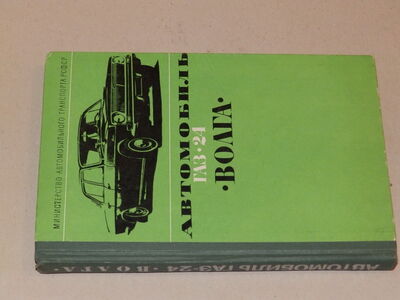 МИНИСТЕРСТВО АВТОМОБИЛЬНОГО ТРАНСПОРТА РСФСР
АВТОМОБИЛЬ
ГАЗ·24
·ВОЛГА·
АВТОМОБИЛЬ ГАЗ-24 · ВОЛГА ·